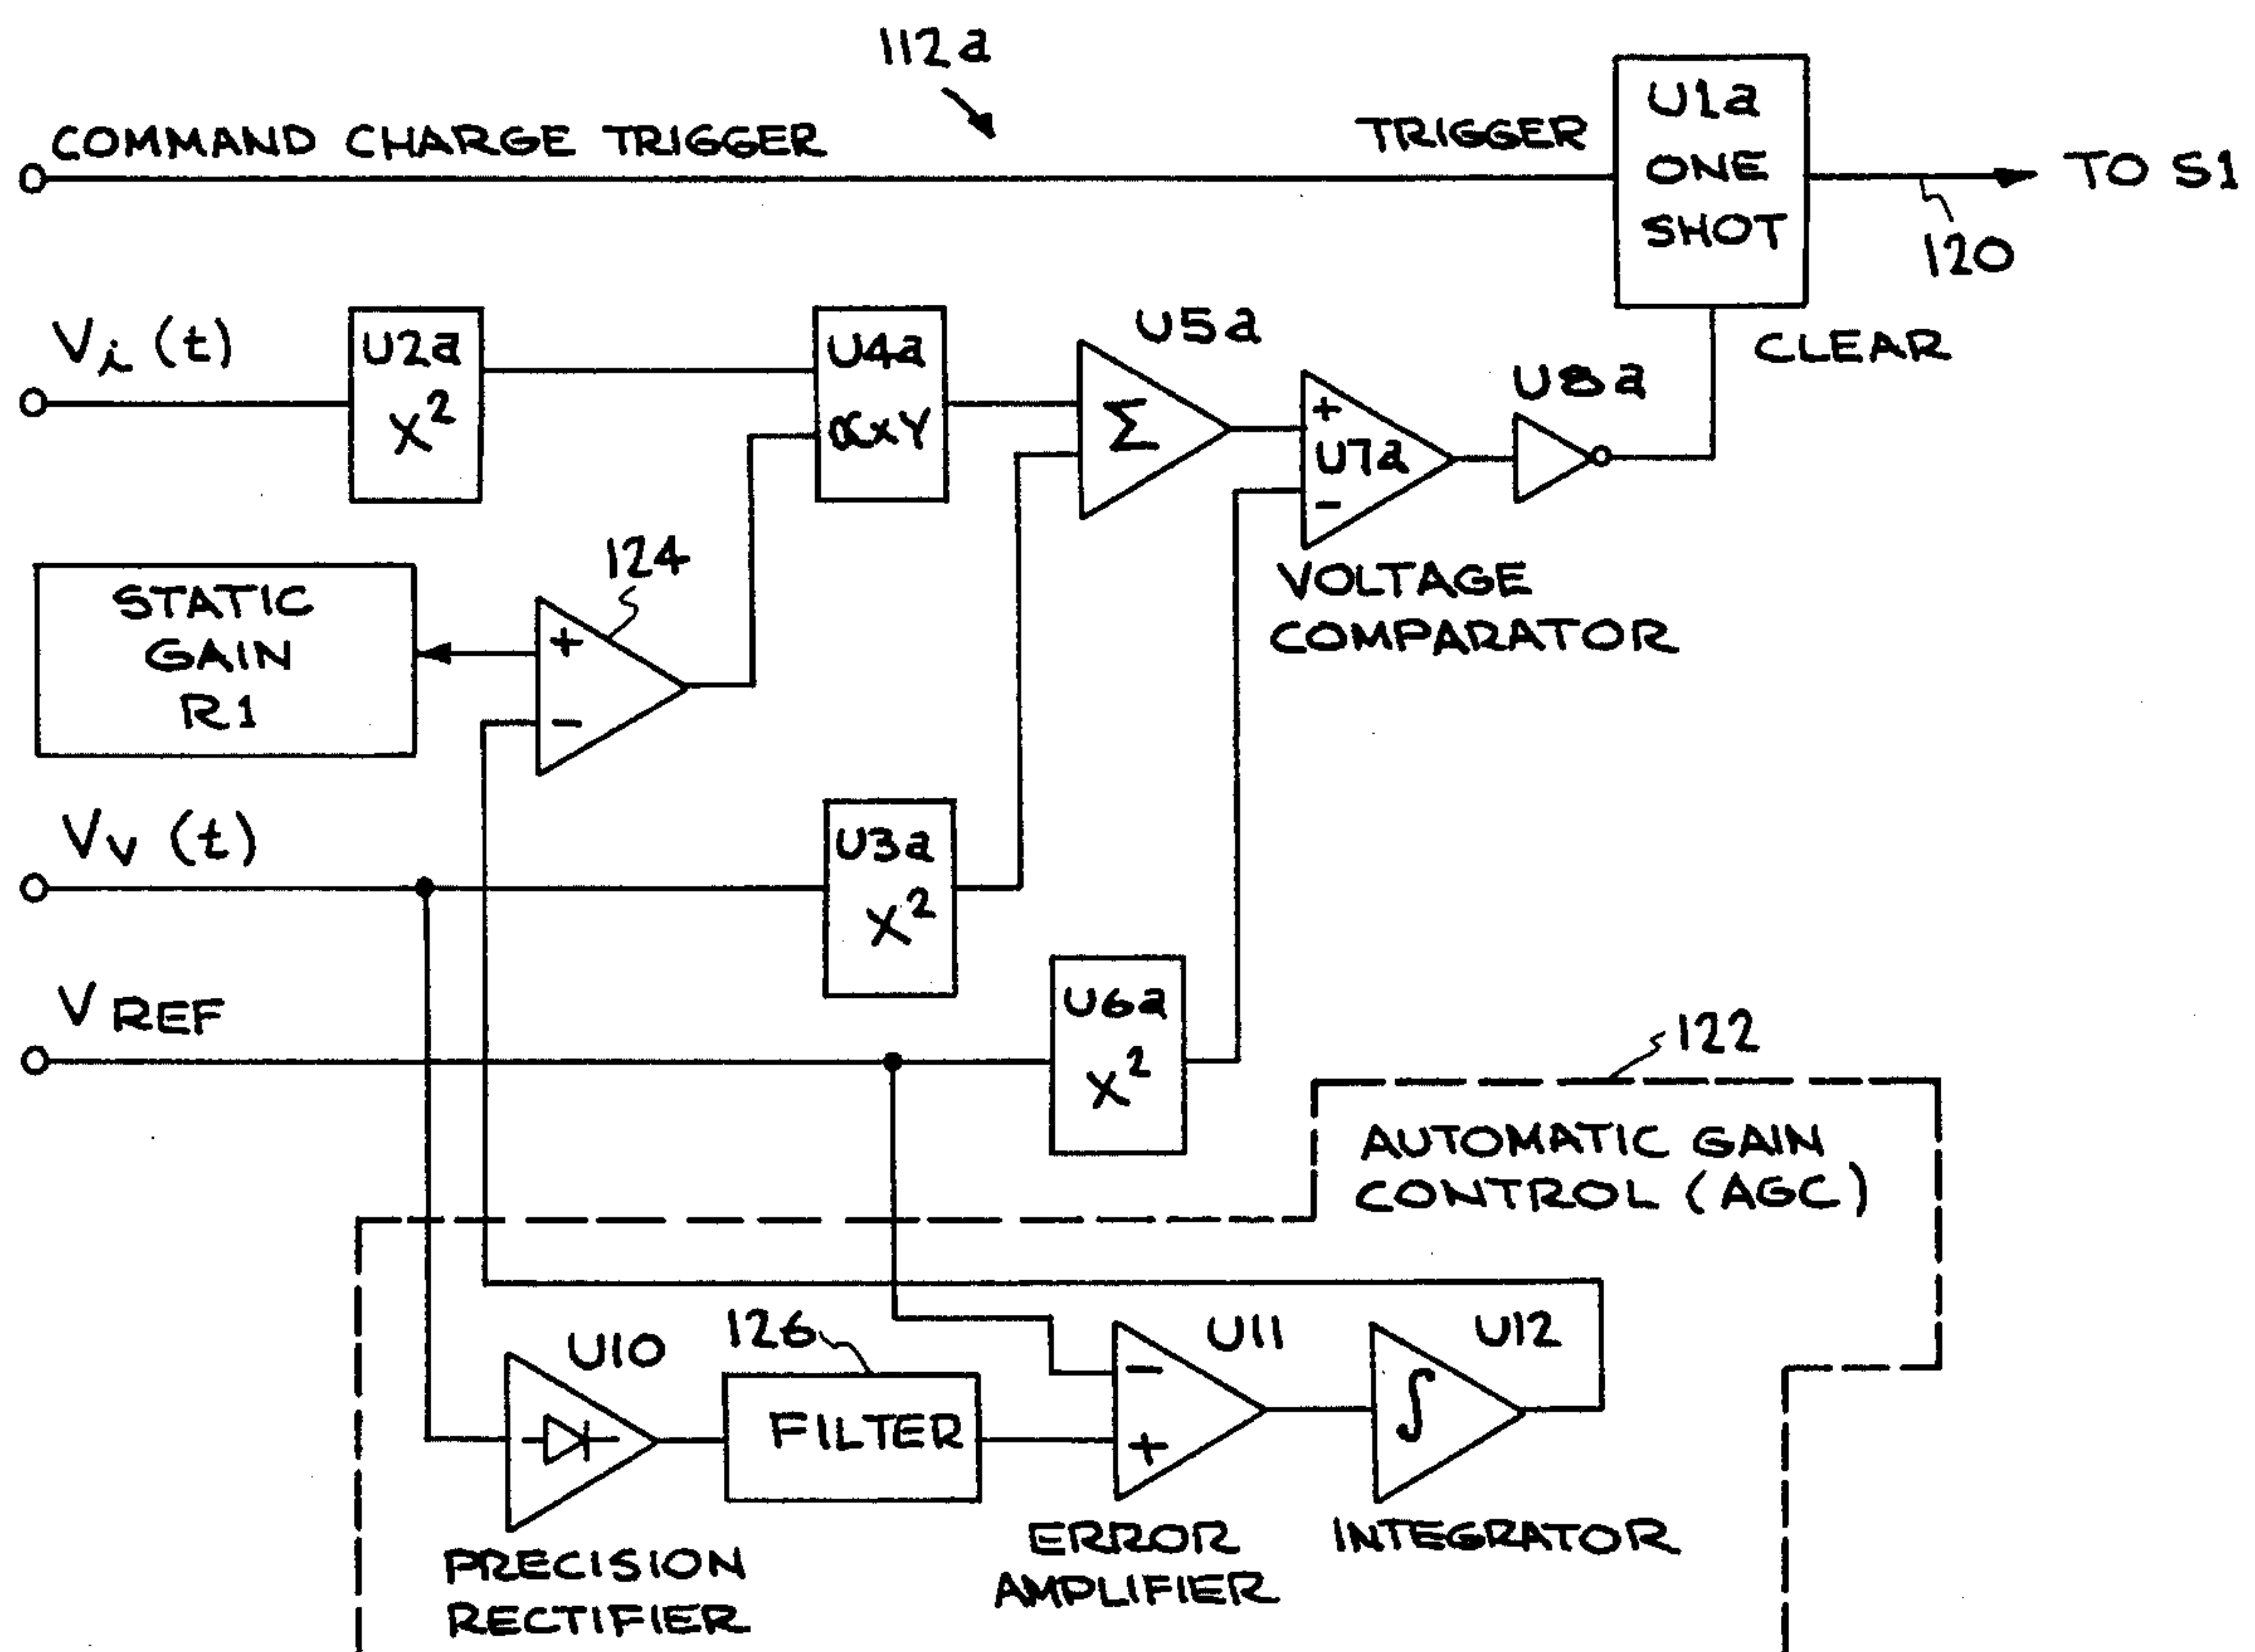 112a
COMMAND CHARGE TRIGGER
TRIGGER
U1a
ONE
SHOT
TO S1
120
CLEAR
Vi (t)
U2a
X²
U4a
αxY
U5a
Σ
+
U7a
-
U8a
VOLTAGE
COMPARATOR
STATIC
GAIN
R1
124
+
-
Vv (t)
U3a
X²
VREF
U6a
X²
122
AUTOMATIC GAIN
CONTROL (AGC)
U10
126
FILTER
U11
-
+
U12
∫
PRECISION
RECTIFIER
ERROR
AMPLIFIER
INTEGRATOR